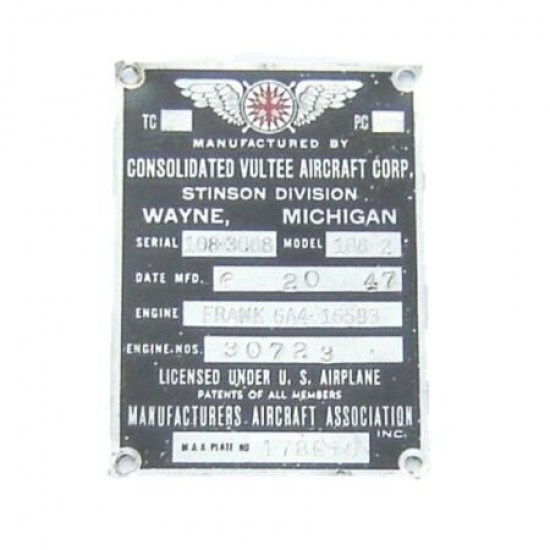 TC PC
MANUFACTURED BY
CONSOLIDATED VULTEE AIRCRAFT CORP.
STINSON DIVISION
WAYNE, MICHIGAN
SERIAL 108-3068 MODEL 108 2
DATE MFD. 6 20 47
ENGINE 6A4-165B3
ENGINE. NOS. 30723
LICENSED UNDER U. S. AIRPLANE
PATENTS OF ALL MEMBERS
MANUFACTURERS AIRCRAFT ASSOCIATION
INC.
M.A.A. PLATE NO